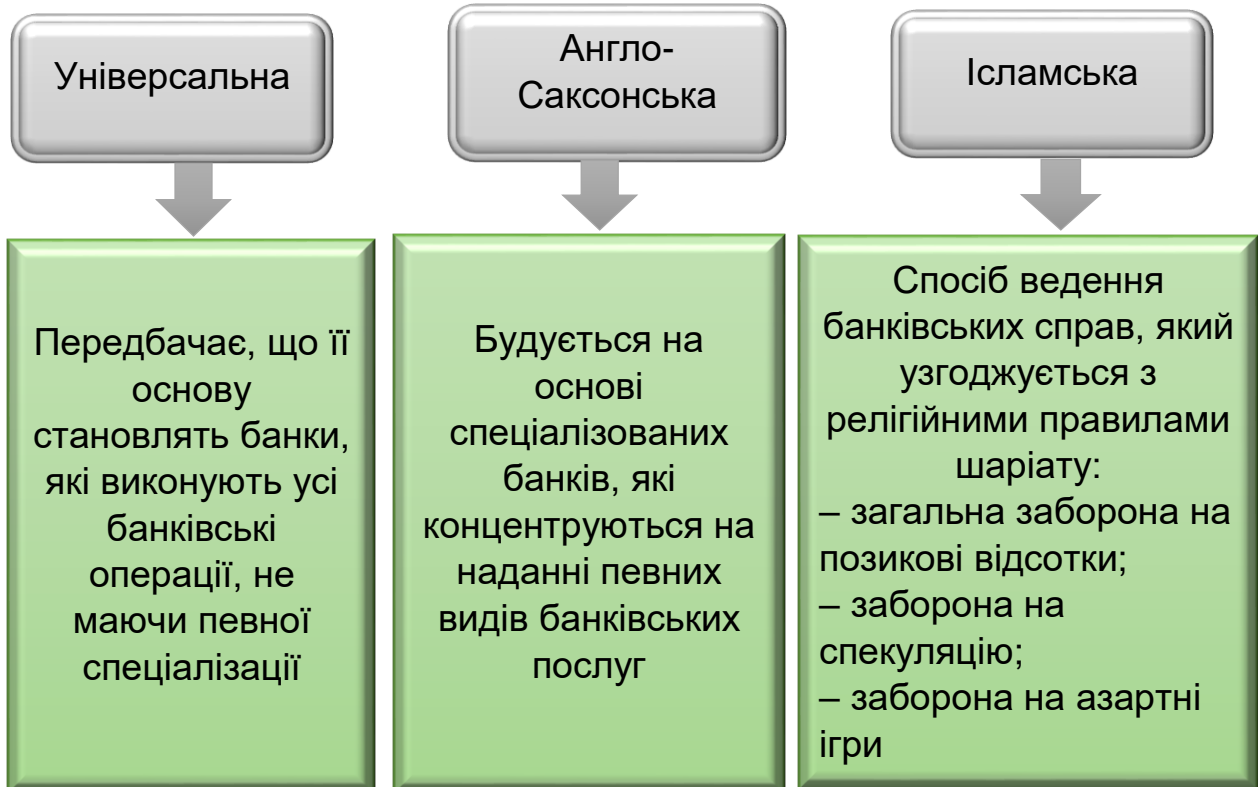 Універсальна
Англо-
Саксонська
Ісламська
Передбачає, що її
основу
становлять банки,
які виконують усі
банківські
операції, не
маючи певної
спеціалізації
Будується на
основі
спеціалізованих
банків, які
концентруються на
наданні певних
видів банківських
послуг
Спосіб ведення
банківських справ, який
узгоджується з
релігійними правилами
шаріату:
– загальна заборона на
позикові відсотки;
– заборона на
спекуляцію;
– заборона на азартні
ігри